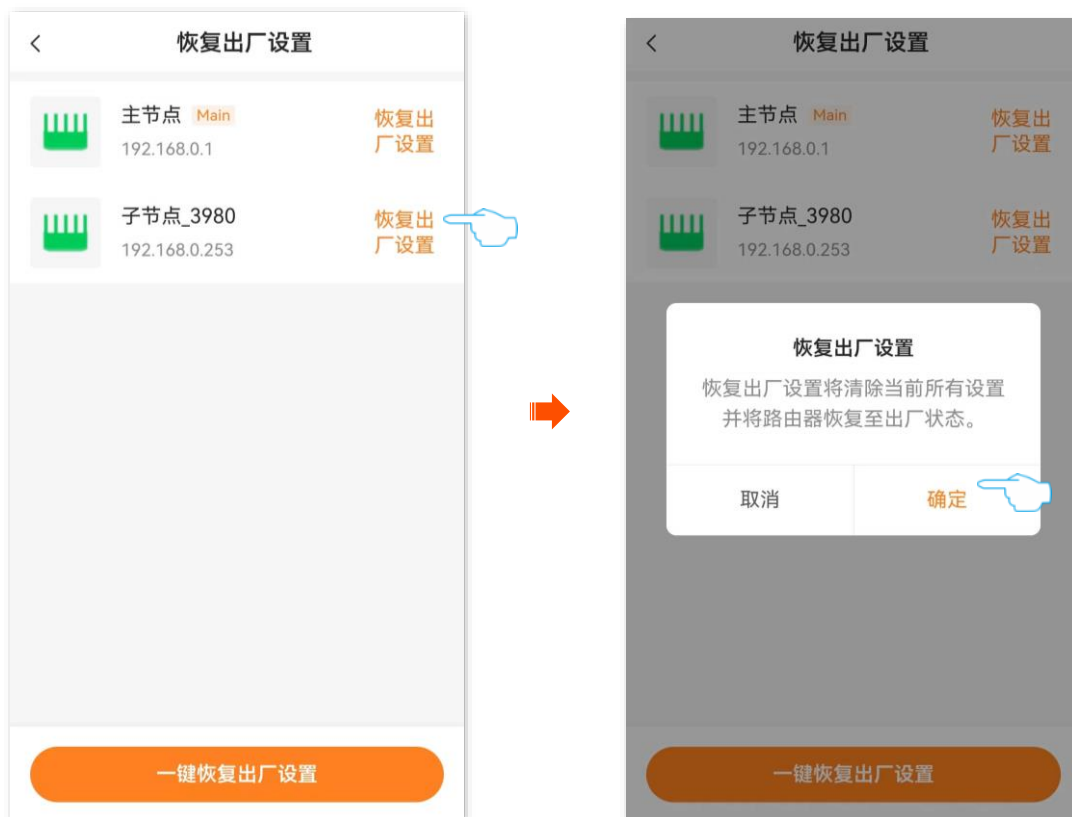 恢复出厂设置
主节点 Main
192.168.0.1
恢复出
厂设置
子节点_3980
192.168.0.253
恢复出
厂设置
一键恢复出厂设置
恢复出厂设置
主节点 Main
192.168.0.1
恢复出
厂设置
子节点_3980
192.168.0.253
恢复出
厂设置
恢复出厂设置
恢复出厂设置将清除当前所有设置
并将路由器恢复至出厂状态。
取消 确定
一键恢复出厂设置